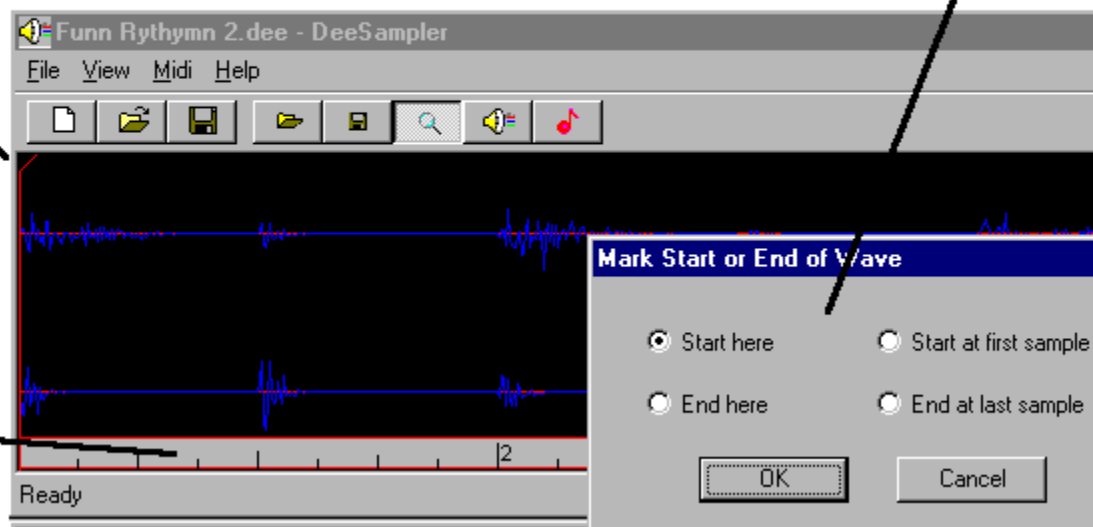 Funn Rythymn 2.dee - DeeSampler
File View Midi Help
Mark Start or End of Wave
Start here
Start at first sample
End here
End at last sample
2
OK
Cancel
Ready